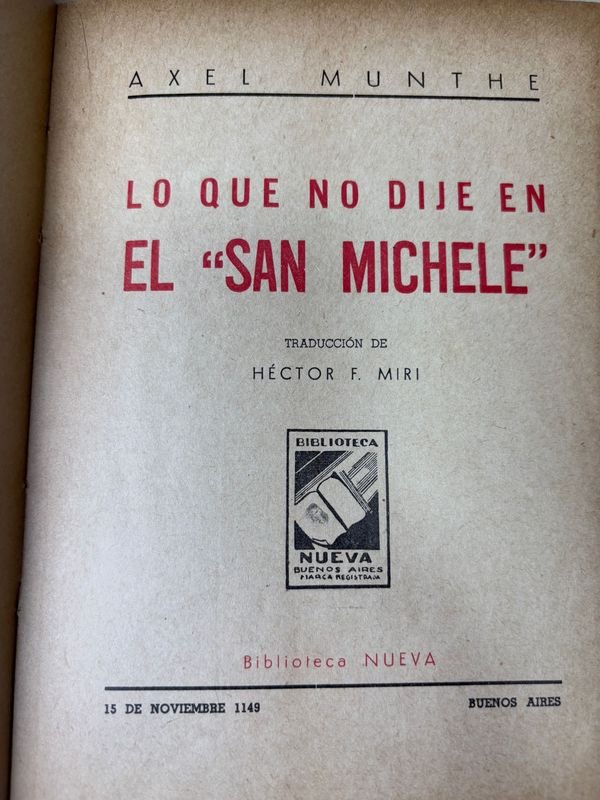 AXEL MUNTHE
LO QUE NO DIJE EN
EL “SAN MICHELE”
TRADUCCIÓN DE
HÉCTOR F. MIRI
BIBLIOTECA
NUEVA
BUENOS AIRES
MARCA REGISTRADA
Biblioteca NUEVA
15 DE NOVIEMBRE 1149
BUENOS AIRES